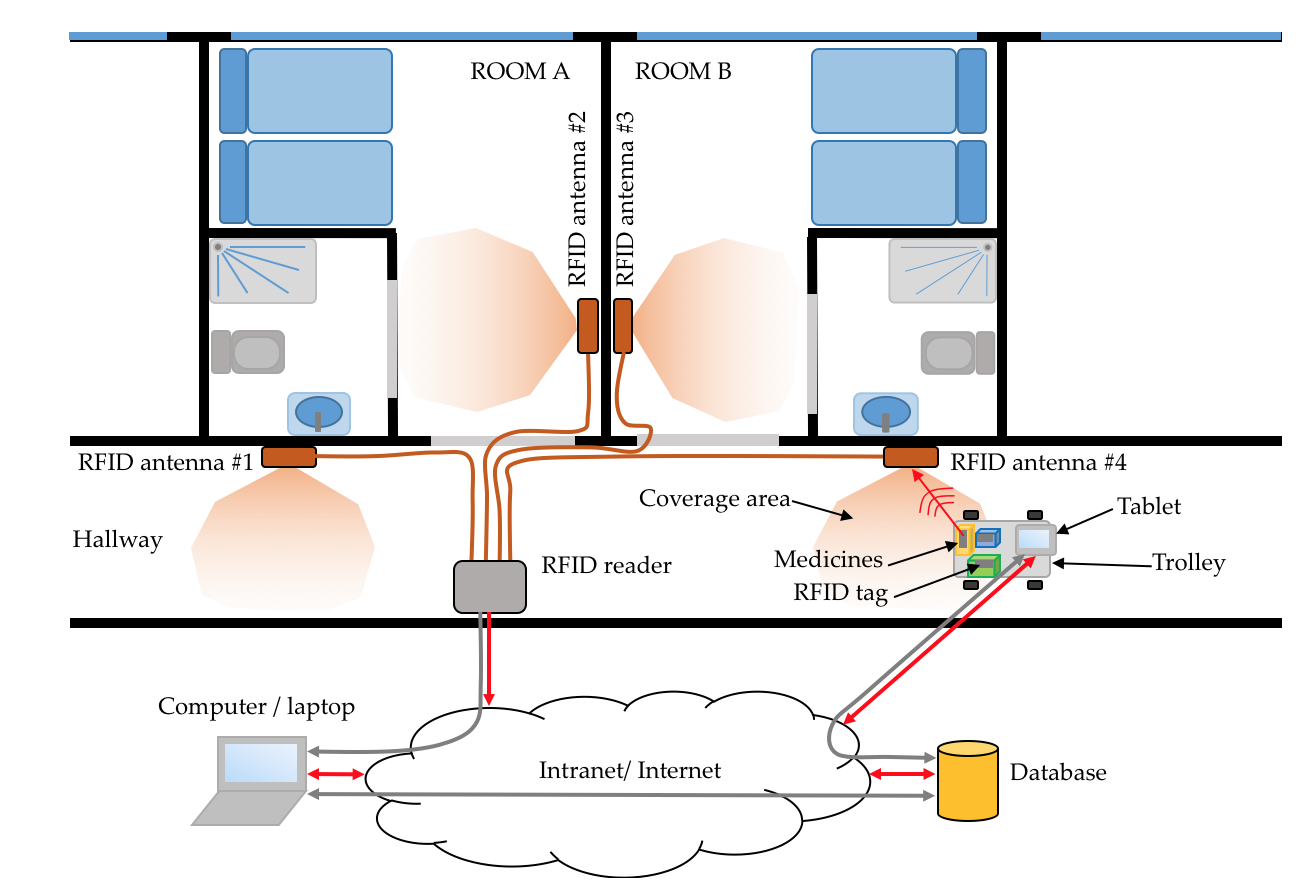 ROOM A
ROOM B
RFID antenna #2
RFID antenna #3
RFID antenna #1
RFID antenna #4
Coverage area
Tablet
Hallway
Medicines
Trolley
RFID reader
RFID tag
Computer / laptop
Intranet/ Internet
Database